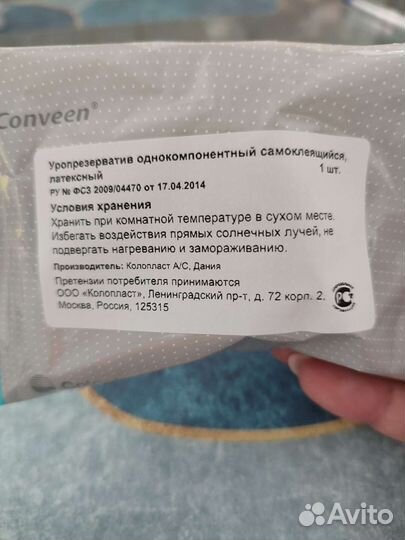 Conveen®
Уропрезерватив однокомпонентный самоклеящийся,
латексный 1 шт.
РУ № ФСЗ 2009/04470 от 17.04.2014
Условия хранения
Хранить при комнатной температуре в сухом месте.
Избегать воздействия прямых солнечных лучей, не
подвергать нагреванию и замораживанию.
Производитель: Колопласт А/С, Дания
Претензии потребителя принимаются
ООО «Колопласт», Ленинградский пр-т, д. 72 корп. 2,
Москва, Россия, 125315
Avito